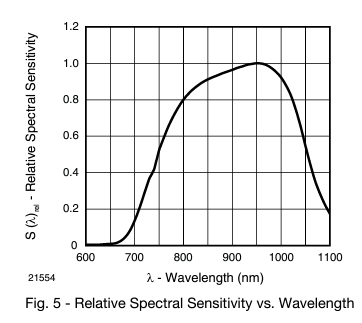 S (λ)rel - Relative Spectral Sensitivity
1.2
1.0
0.8
0.6
0.4
0.2
0
600 700 800 900 1000 1100
21554
λ - Wavelength (nm)
Fig. 5 - Relative Spectral Sensitivity vs. Wavelength